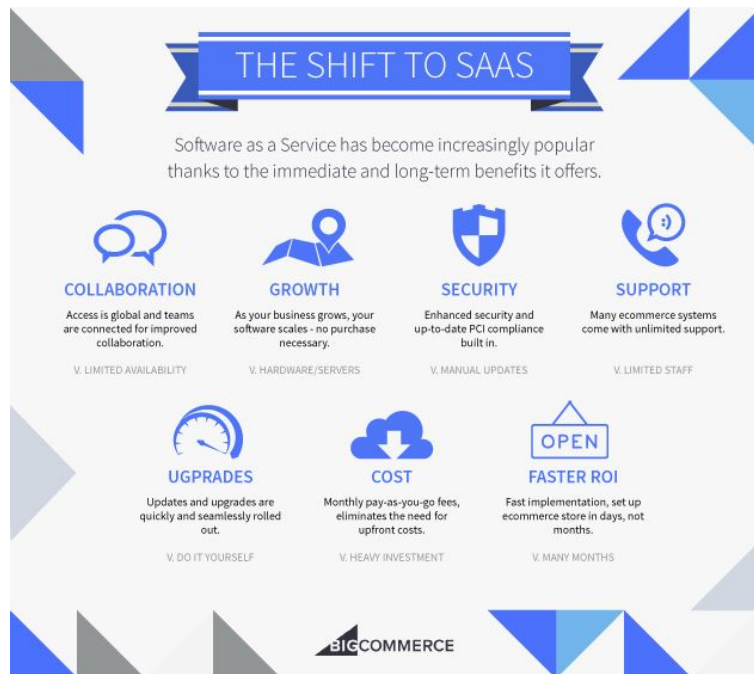 THE SHIFT TO SAAS
Software as a Service has become increasingly popular
thanks to the immediate and long-term benefits it offers.
COLLABORATION
Access is global and teams
are connected for improved
collaboration.
V. LIMITED AVAILABILITY
GROWTH
As your business grows, your
software scales - no purchase
necessary.
V. HARDWARE/SERVERS
SECURITY
Enhanced security and
up-to-date PCI compliance
built in.
V. MANUAL UPDATES
SUPPORT
Many ecommerce systems
come with unlimited support.
V. LIMITED STAFF
UGPRADES
Updates and upgrades are
quickly and seamlessly rolled
out.
V. DO IT YOURSELF
COST
Monthly pay-as-you-go fees,
eliminates the need for
upfront costs.
V. HEAVY INVESTMENT
OPEN
FASTER ROI
Fast implementation, set up
ecommerce store in days, not
months.
V. MANY MONTHS
BIGCOMMERCE